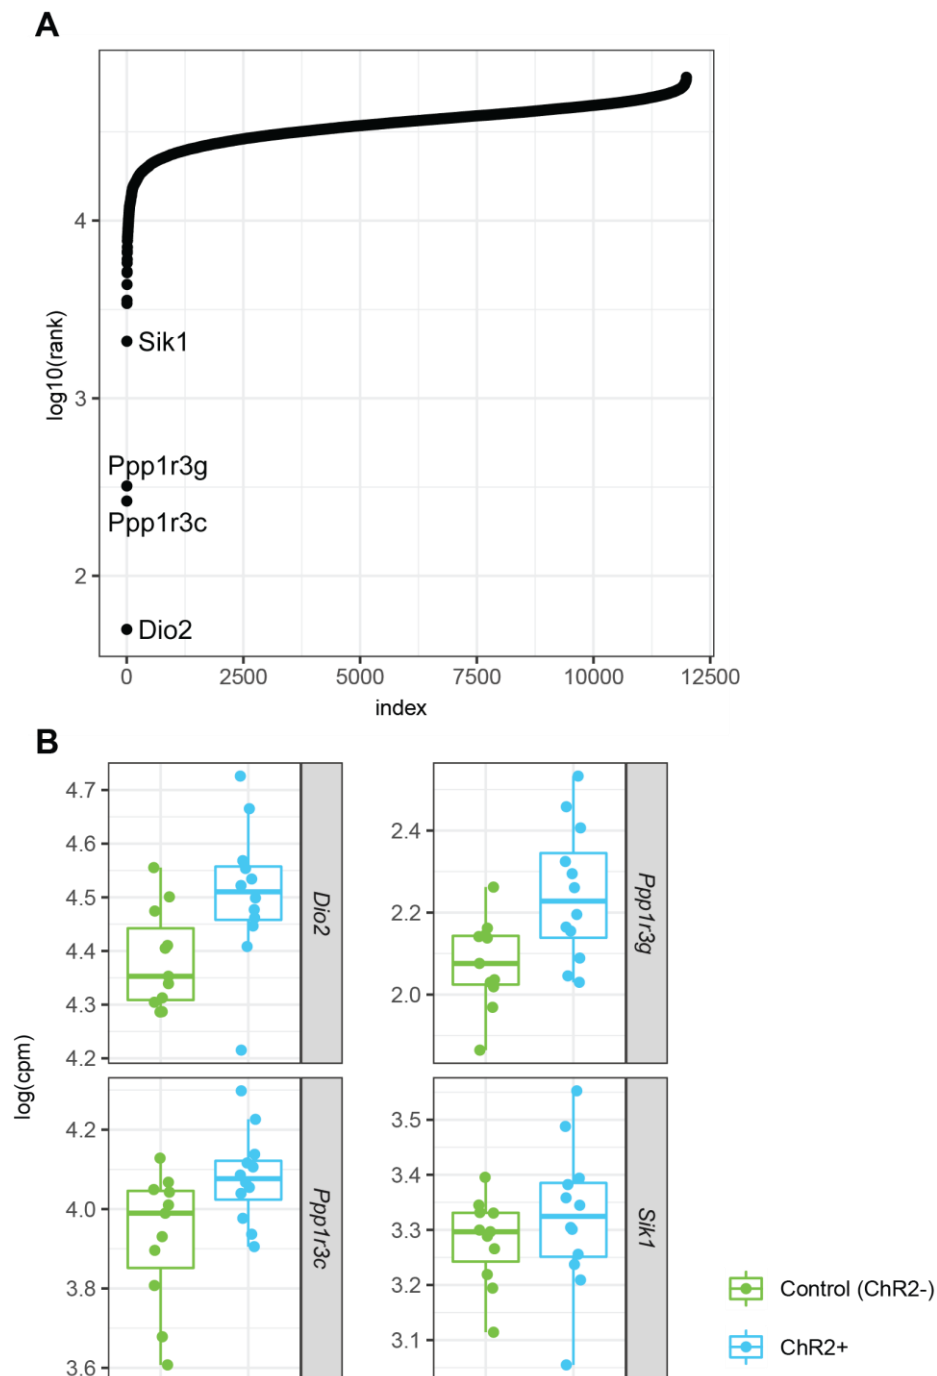 A
log10(rank)
4
3
2
Sik1
Ppp1r3g
Ppp1r3c
Dio2
0 2500 5000 7500 10000 12500
index
B
log(cpm)
4.7
4.6
4.5
4.4
4.3
4.2
Dio2
2.4
2.2
2.0
Ppp1r3g
4.2
4.0
3.8
3.6
Ppp1r3c
3.5
3.4
3.3
3.2
3.1
Sik1
Control (ChR2-)
ChR2+